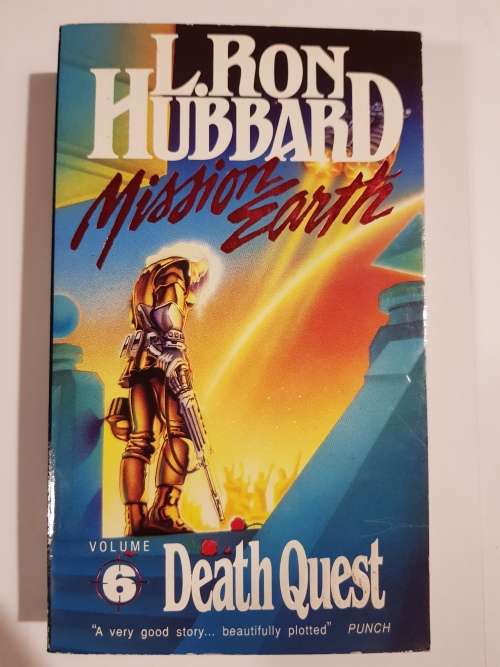 L. RON
HUBBARD
Mission
Earth
VOLUME
6
Death Quest
"A very good story... beautifully plotted" PUNCH